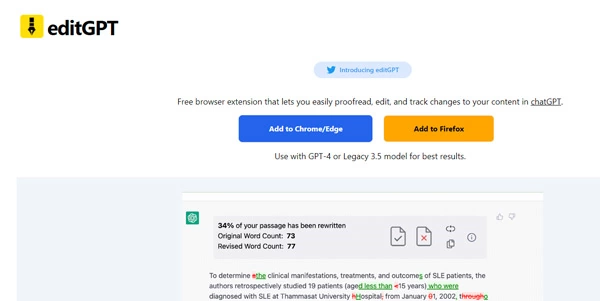 editGPT
Introducing editGPT
Free browser extension that lets you easily proofread, edit, and track changes to your content in chatGPT.
Add to Chrome/Edge
Add to Firefox
Use with GPT-4 or Legacy 3.5 model for best results.
34% of your passage has been rewritten
Original Word Count: 73
Revised Word Count: 77
To determine athe clinical manifestations, treatments, and outcomes of SLE patients, the
authors retrospectively studied 19 patients (aged less than <15 years) who were
diagnosed with SLE at Thammasat University hHospital, from January 01, 2002, througho